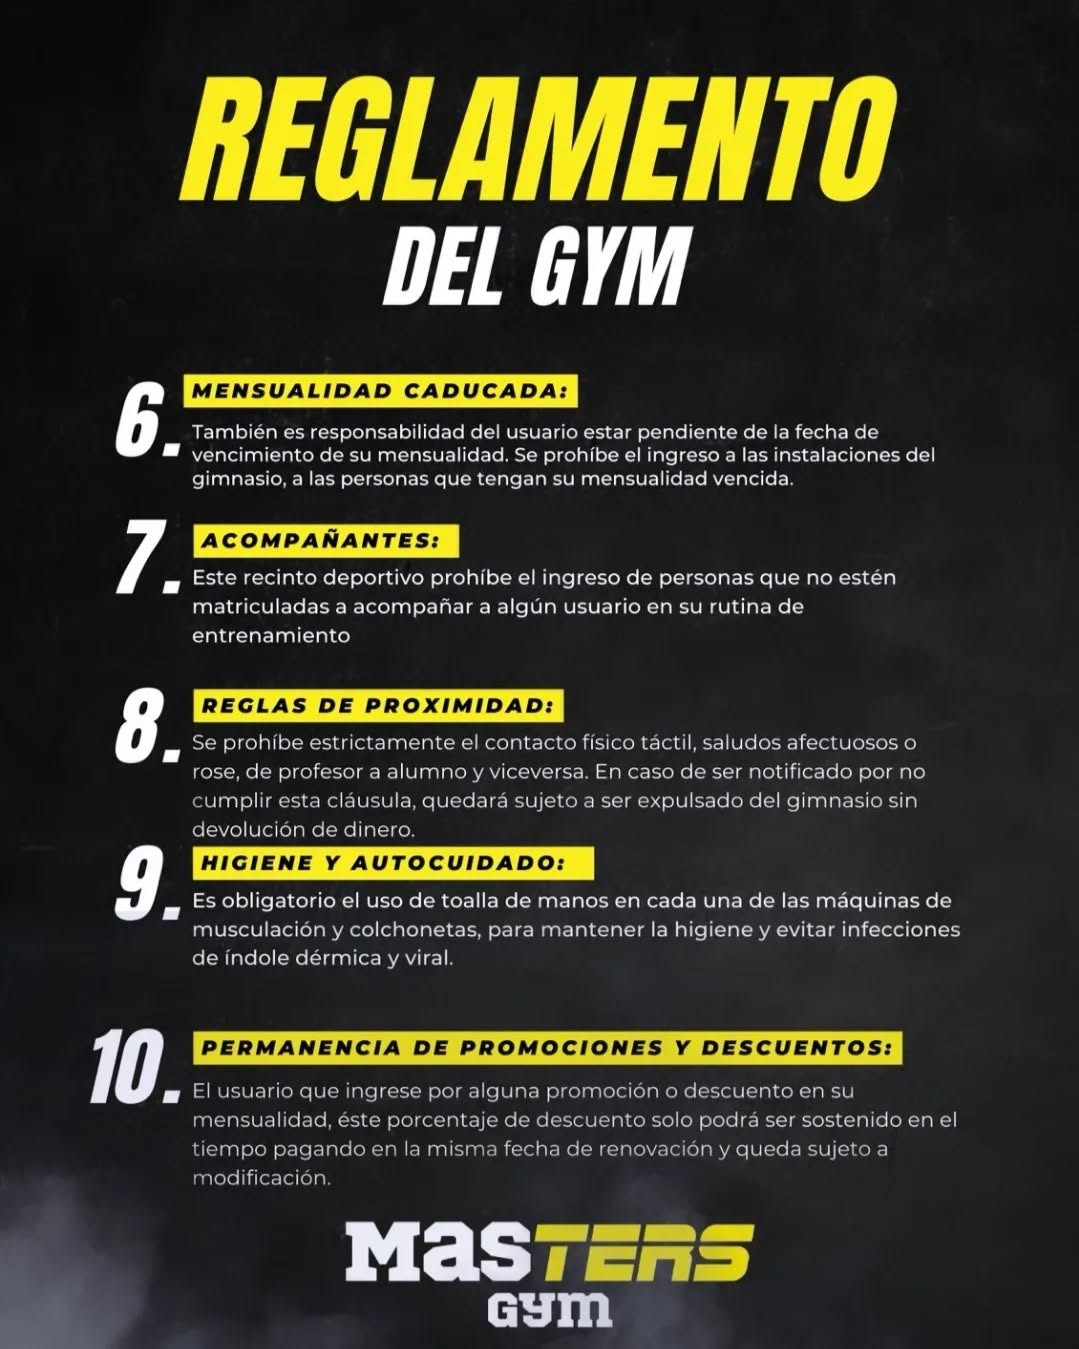 REGLAMENTO
DEL GYM
6. MENSUALIDAD CADUCADA:
También es responsabilidad del usuario estar pendiente de la fecha de
vencimiento de su mensualidad. Se prohíbe el ingreso a las instalaciones del
gimnasio, a las personas que tengan su mensualidad vencida.
7. ACOMPAÑANTES:
Este recinto deportivo prohíbe el ingreso de personas que no estén
matriculadas a acompañar a algún usuario en su rutina de
entrenamiento
8. REGLAS DE PROXIMIDAD:
Se prohíbe estrictamente el contacto físico táctil, saludos afectuosos o
rose, de profesor a alumno y viceversa. En caso de ser notificado por no
cumplir esta cláusula, quedará sujeto a ser expulsado del gimnasio sin
devolución de dinero.
9. HIGIENE Y AUTOCUIDADO:
Es obligatorio el uso de toalla de manos en cada una de las máquinas de
musculación y colchonetas, para mantener la higiene y evitar infecciones
de índole dérmica y viral.
10. PERMANENCIA DE PROMOCIONES Y DESCUENTOS:
El usuario que ingrese por alguna promoción o descuento en su
mensualidad, éste porcentaje de descuento solo podrá ser sostenido en el
tiempo pagando en la misma fecha de renovación y queda sujeto a
modificación.
MasTERS
Gym